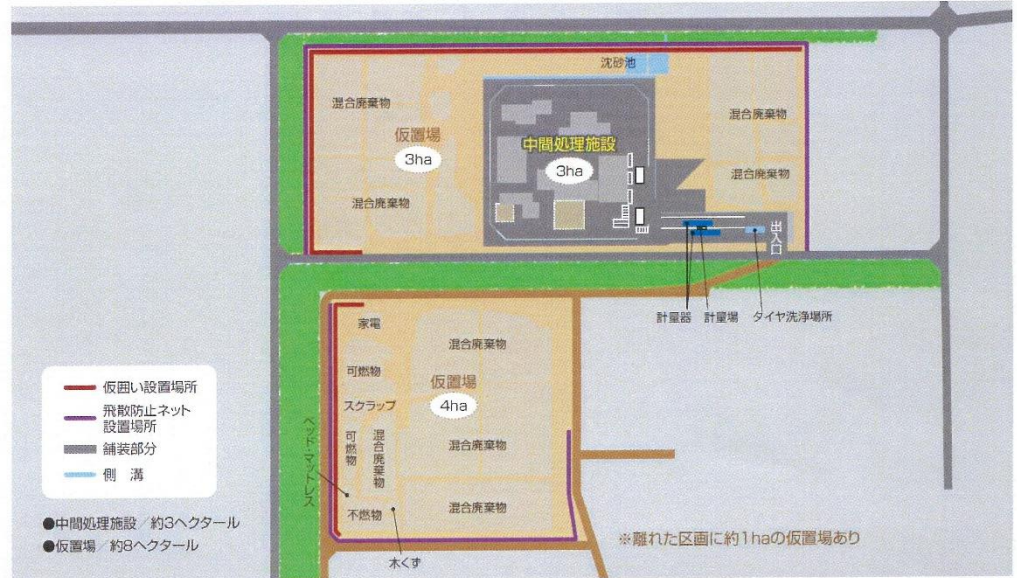 沈砂池
混合廃棄物
仮置場
3ha
混合廃棄物
中間処理施設
3ha
混合廃棄物
混合廃棄物
出入口
計量器
計量場
タイヤ洗浄場所
家電
可燃物
スクラップ
可燃物
混合廃棄物
不燃物
木くず
ベッド・マットレス
混合廃棄物
仮置場
4ha
混合廃棄物
混合廃棄物
仮囲い設置場所
飛散防止ネット
設置場所
舗装部分
側 溝
●中間処理施設/約3ヘクタール
●仮置場/約8ヘクタール
※離れた区画に約1haの仮置場あり